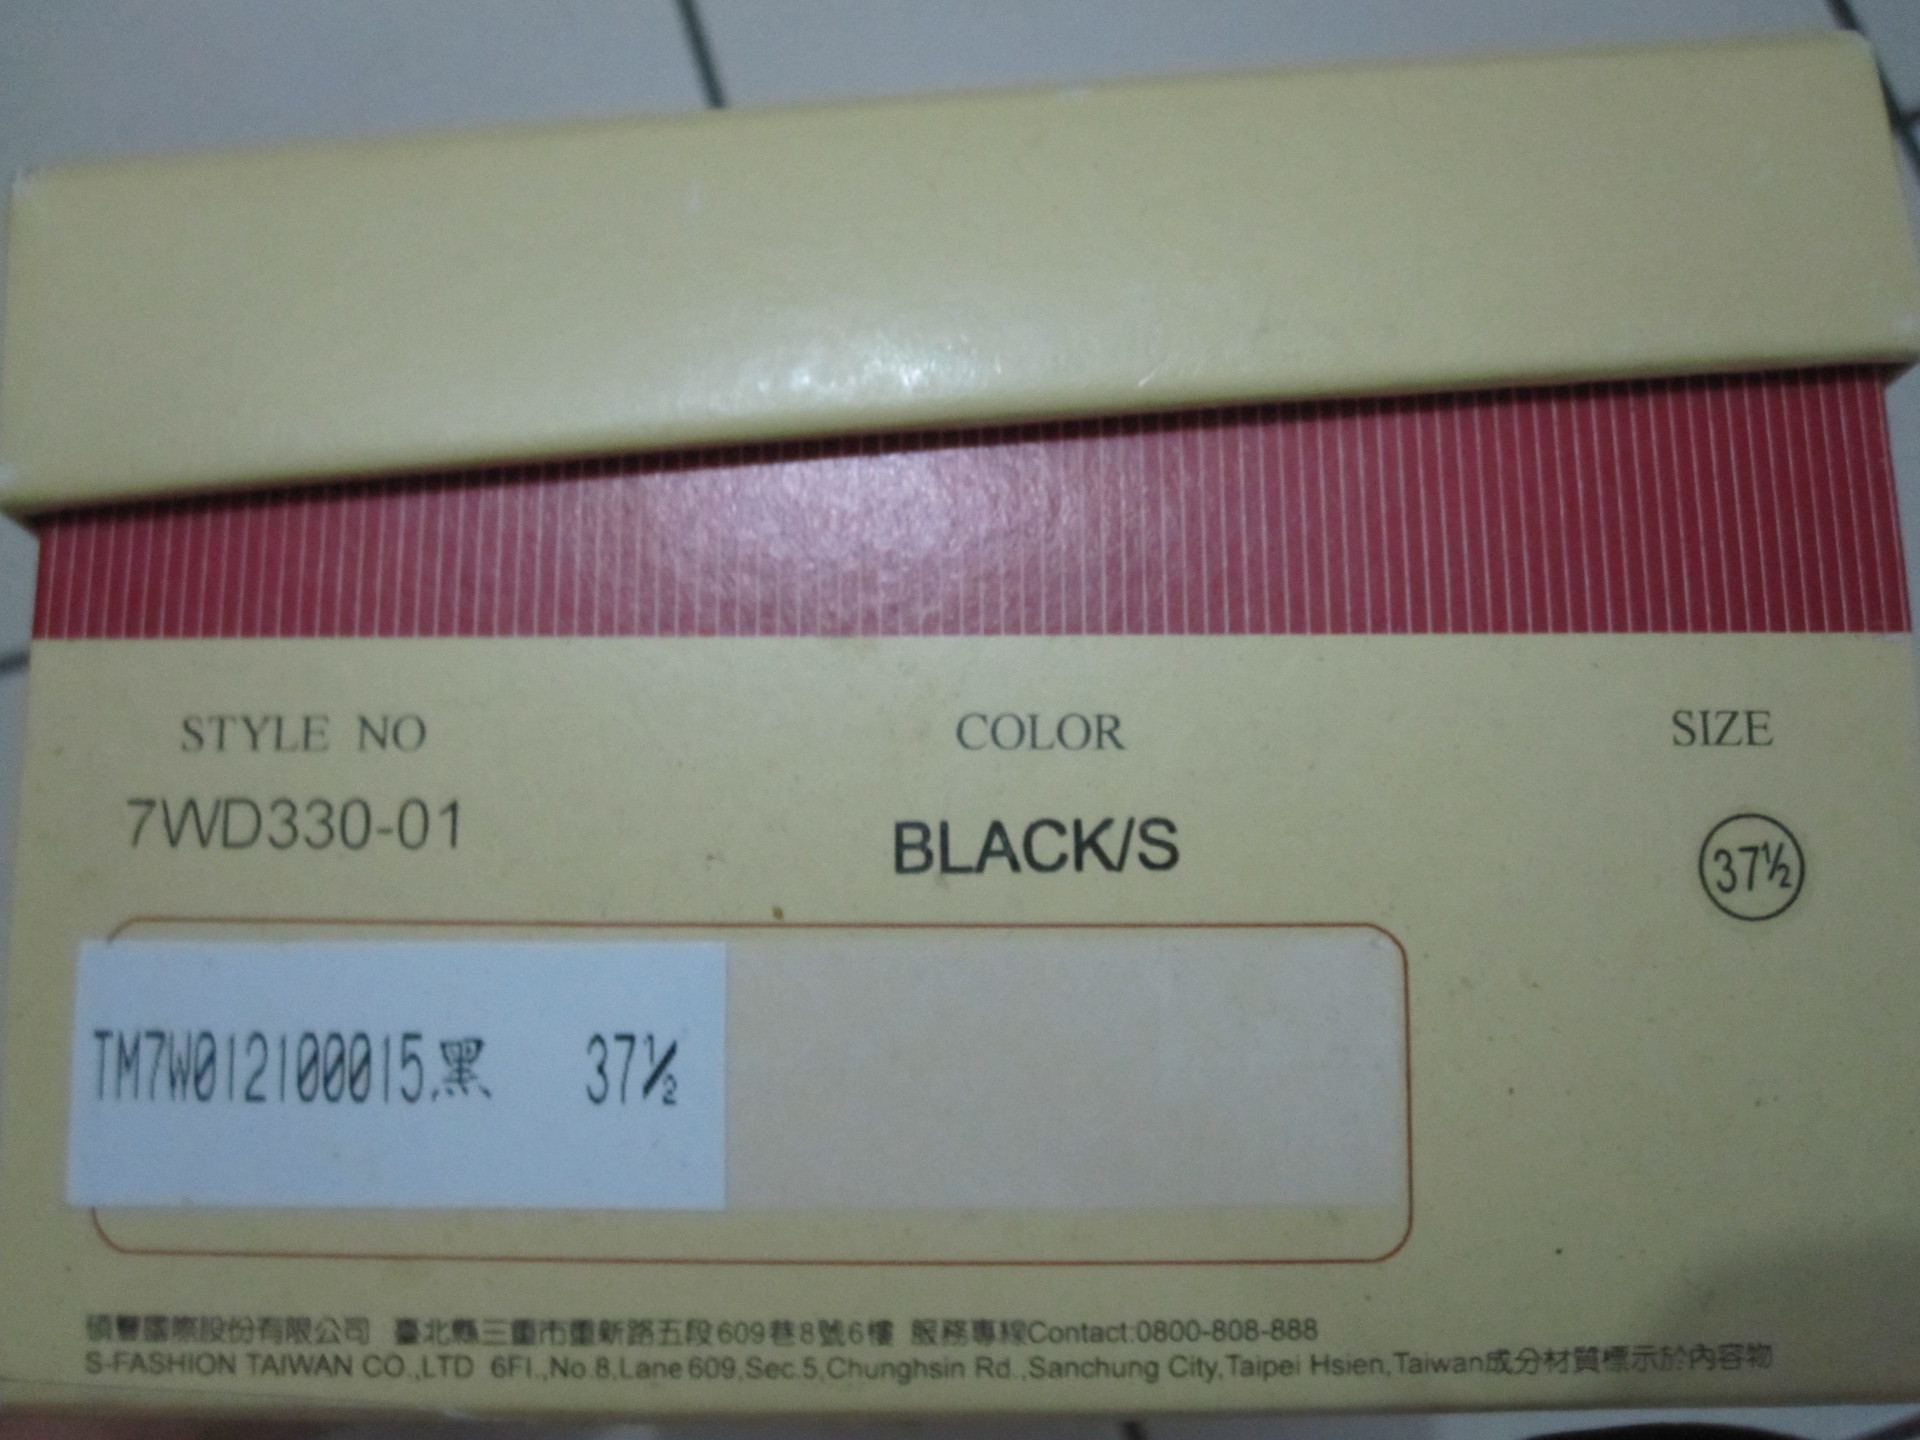 STYLE NO COLOR SIZE
7WD330-01 BLACK/S 37½
TM7W012100015.黑 37½
碩豐國際股份有限公司 臺北縣三重市重新路五段609巷8號6樓 服務專線Contact:0800-808-888
S-FASHION TAIWAN CO.,LTD 6Fl.,No.8,Lane 609,Sec.5,Chunghsin Rd.,Sanchung City,Taipei Hsien,Taiwan成分材質標示於內容物